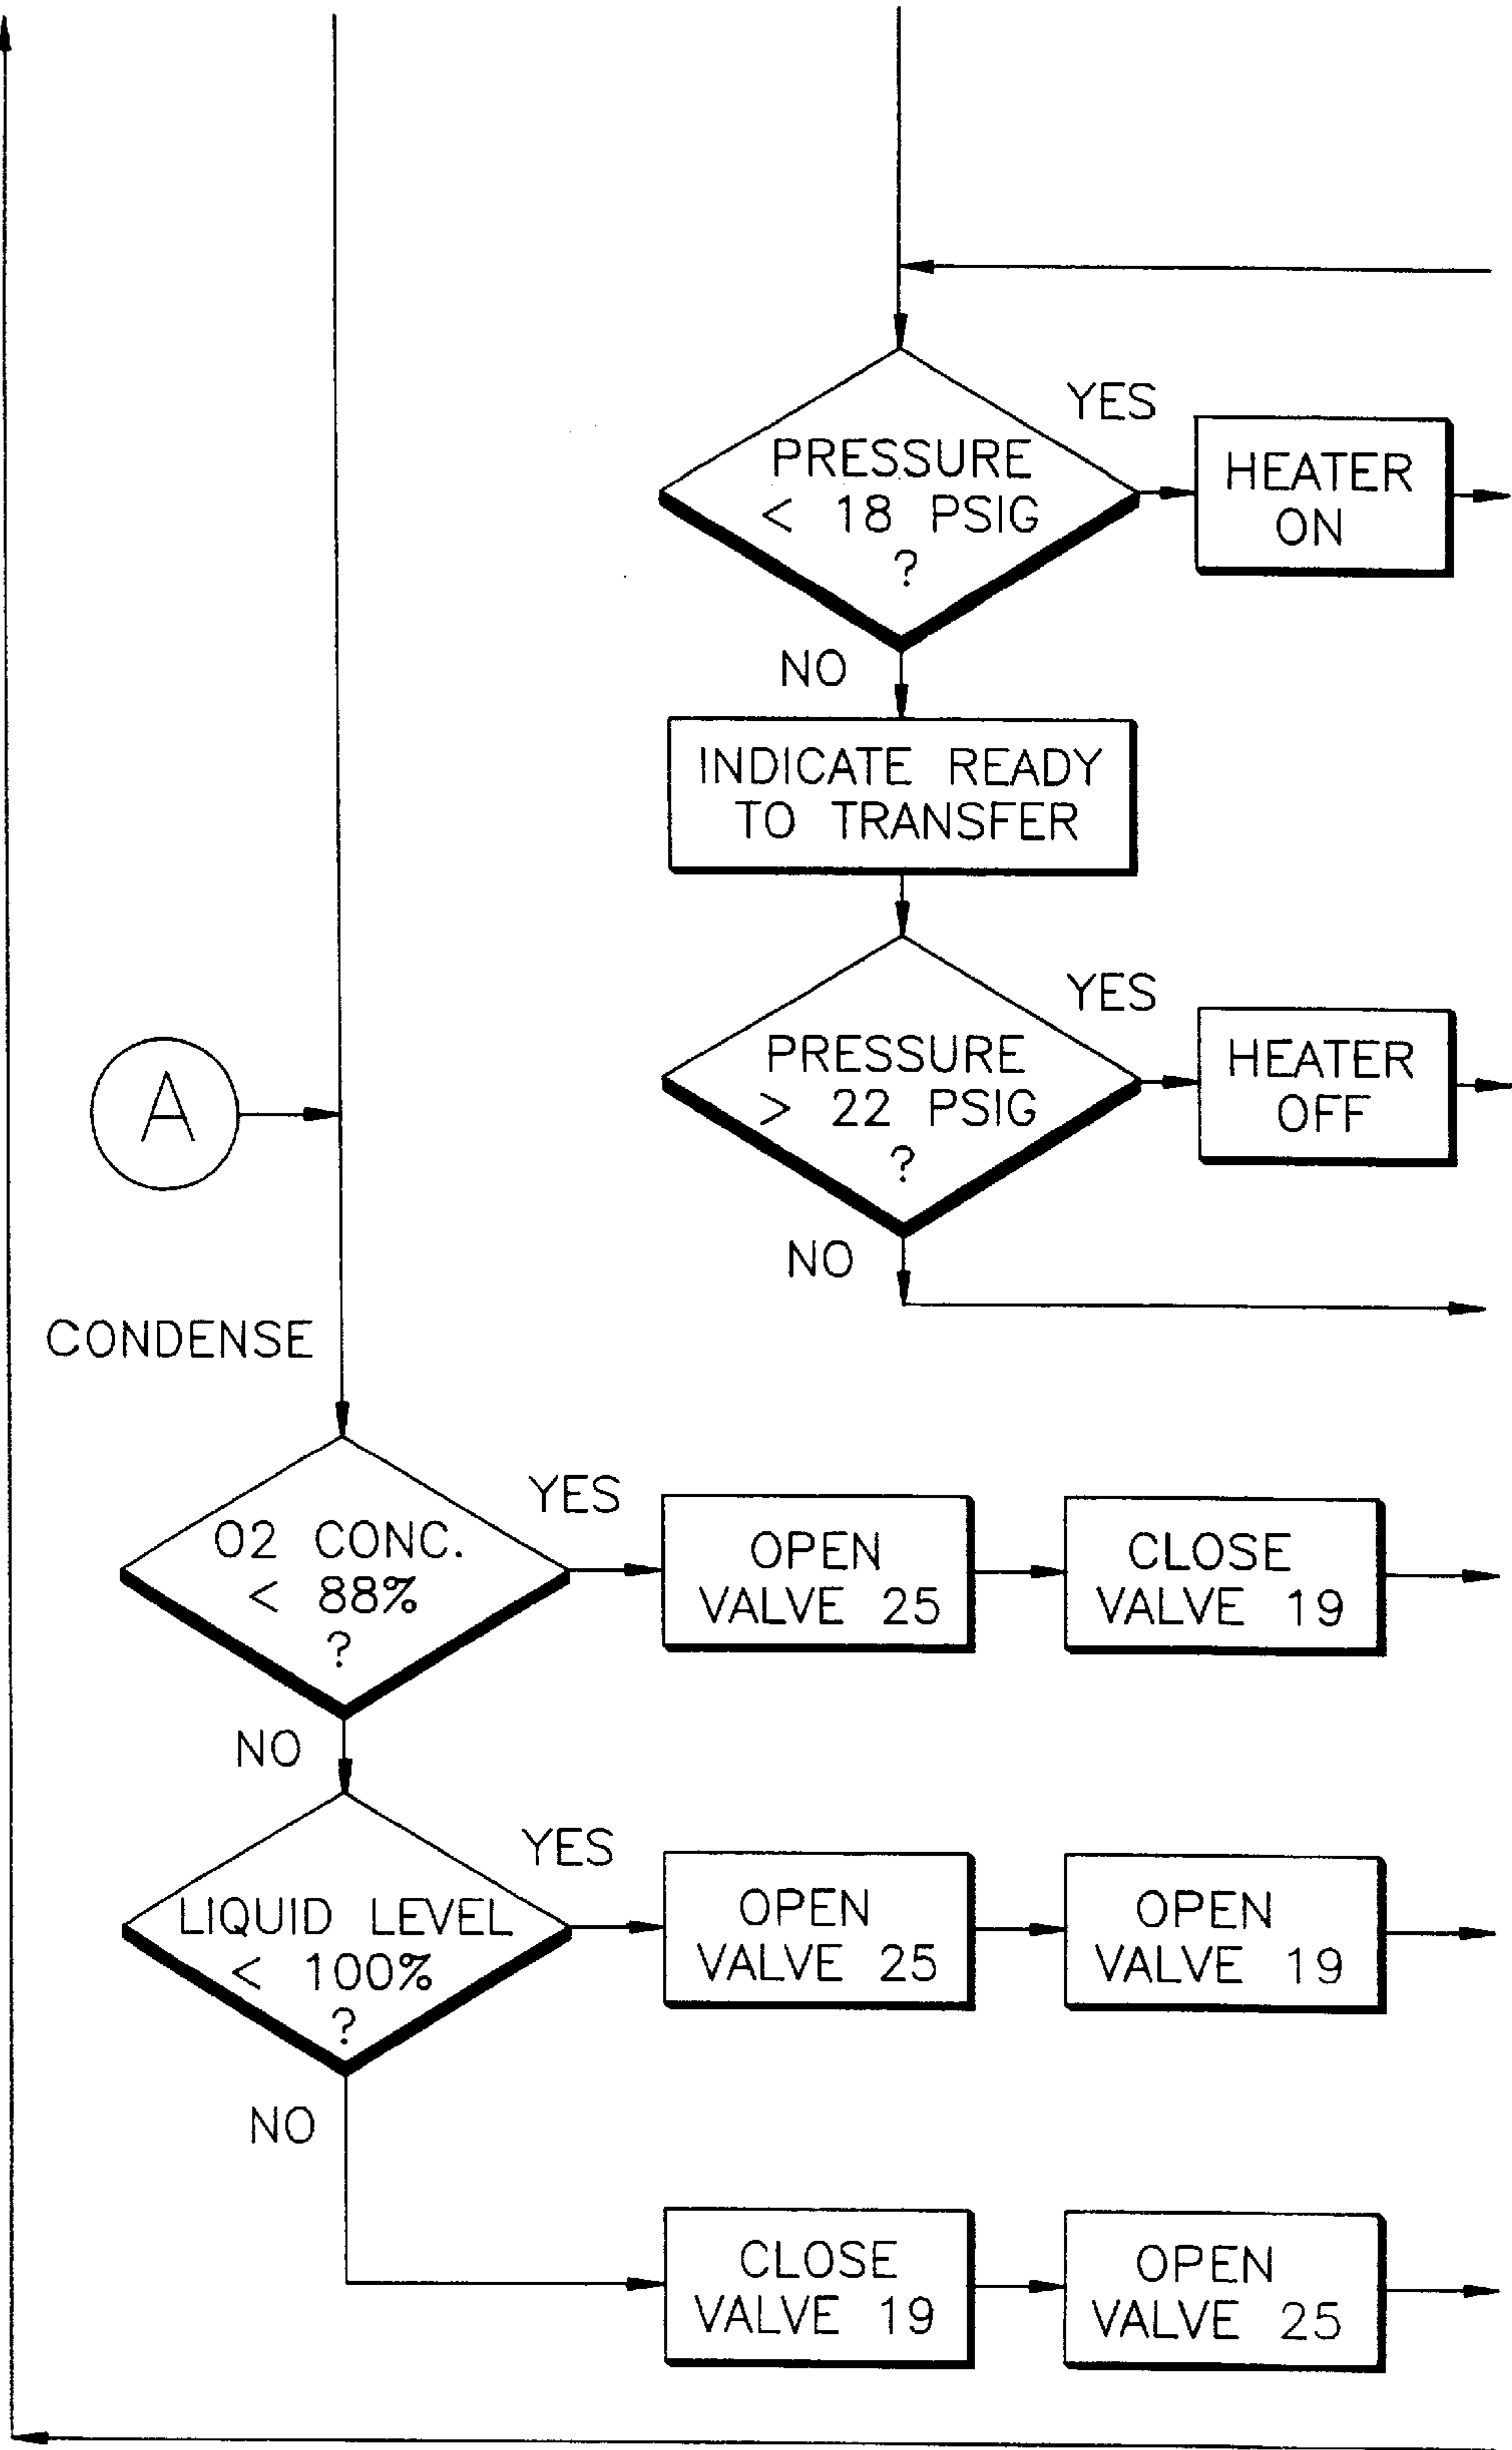 YES
PRESSURE
< 18 PSIG
?
HEATER
ON
NO
INDICATE READY
TO TRANSFER
YES
PRESSURE
> 22 PSIG
?
HEATER
OFF
NO
A
CONDENSE
YES
O2 CONC.
< 88%
?
OPEN
VALVE 25
CLOSE
VALVE 19
NO
YES
LIQUID LEVEL
< 100%
?
OPEN
VALVE 25
OPEN
VALVE 19
NO
CLOSE
VALVE 19
OPEN
VALVE 25